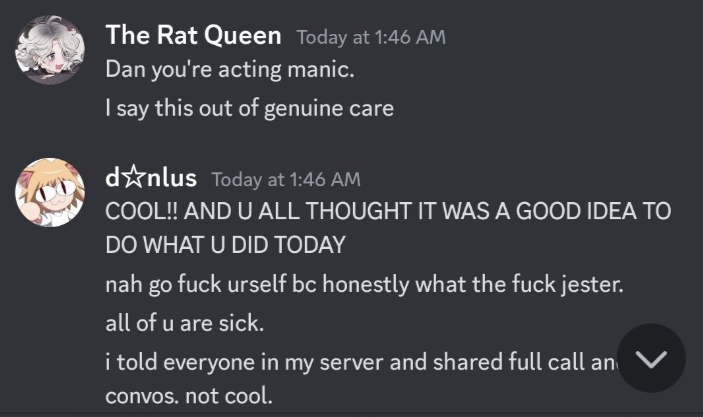 The Rat Queen Today at 1:46 AM
Dan you're acting manic.
I say this out of genuine care
d☆nlus Today at 1:46 AM
COOL!! AND U ALL THOUGHT IT WAS A GOOD IDEA TO
DO WHAT U DID TODAY
nah go fuck urself bc honestly what the fuck jester.
all of u are sick.
i told everyone in my server and shared full call
convos. not cool.